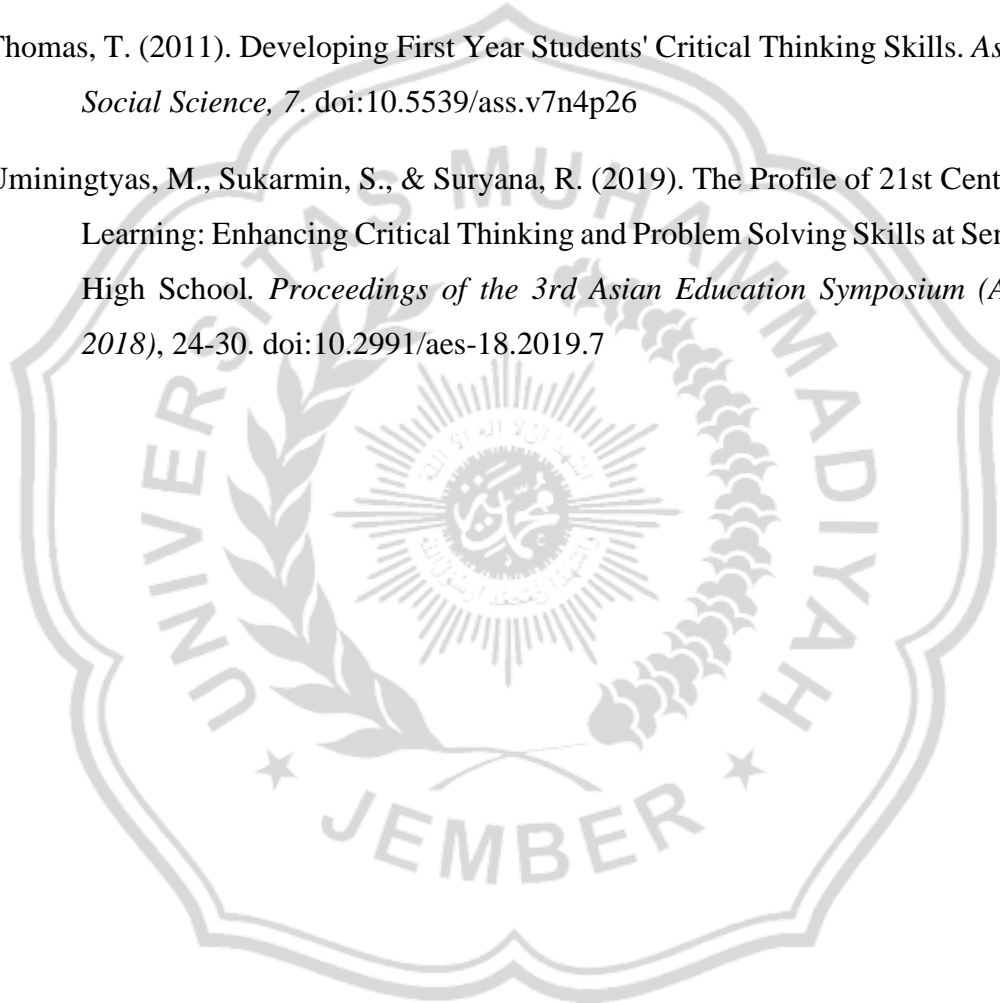 Thomas, T. (2011). Developing First Year Students' Critical Thinking Skills. As
Social Science, 7. doi:10.5539/ass.v7n4p26
Uminingtyas, M., Sukarmin, S., & Suryana, R. (2019). The Profile of 21st Cent
Learning: Enhancing Critical Thinking and Problem Solving Skills at Sen
High School. Proceedings of the 3rd Asian Education Symposium (A
2018), 24-30. doi:10.2991/aes-18.2019.7
UNIVERSITAS MUHAMMADIYAH
JEMBER